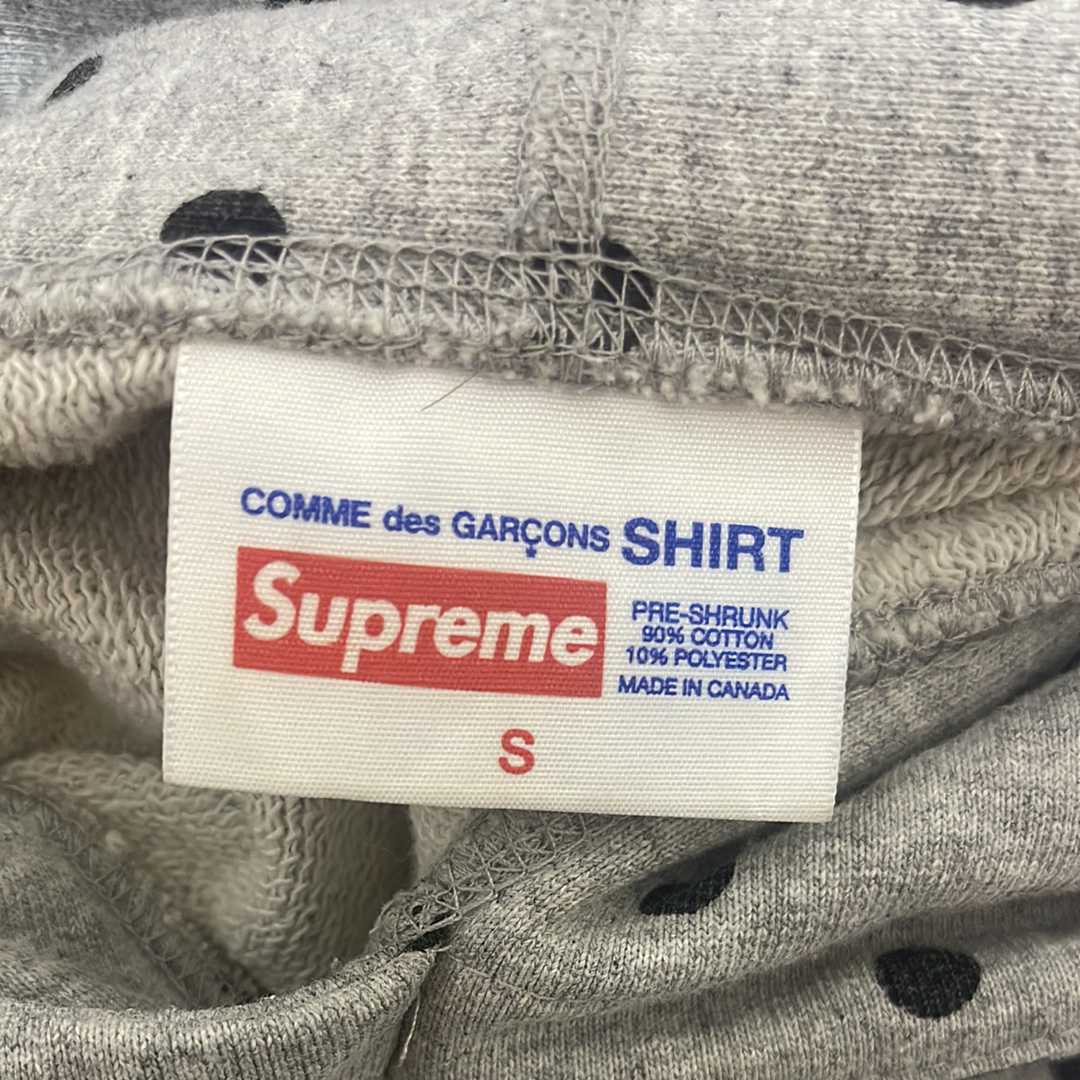 COMME des GARÇONS SHIRT
Supreme
PRE-SHRUNK
90% COTTON
10% POLYESTER
MADE IN CANADA
S